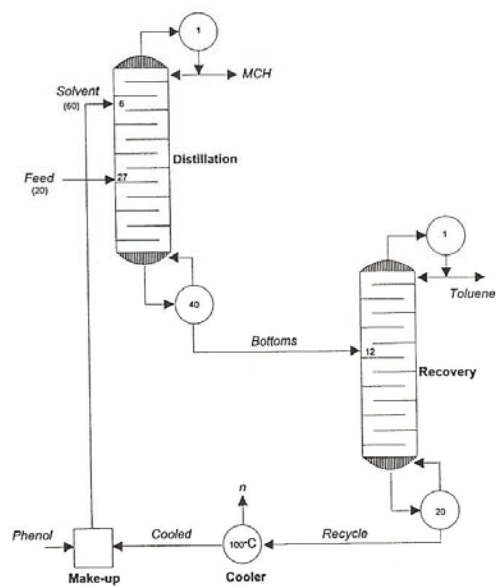 1
MCH
Solvent
(60)
6
Distillation
Feed
(20)
27
1
40
Toluene
Bottoms
12
Recovery
n
20
Phenol
Cooled
100°C
Recycle
Make-up
Cooler